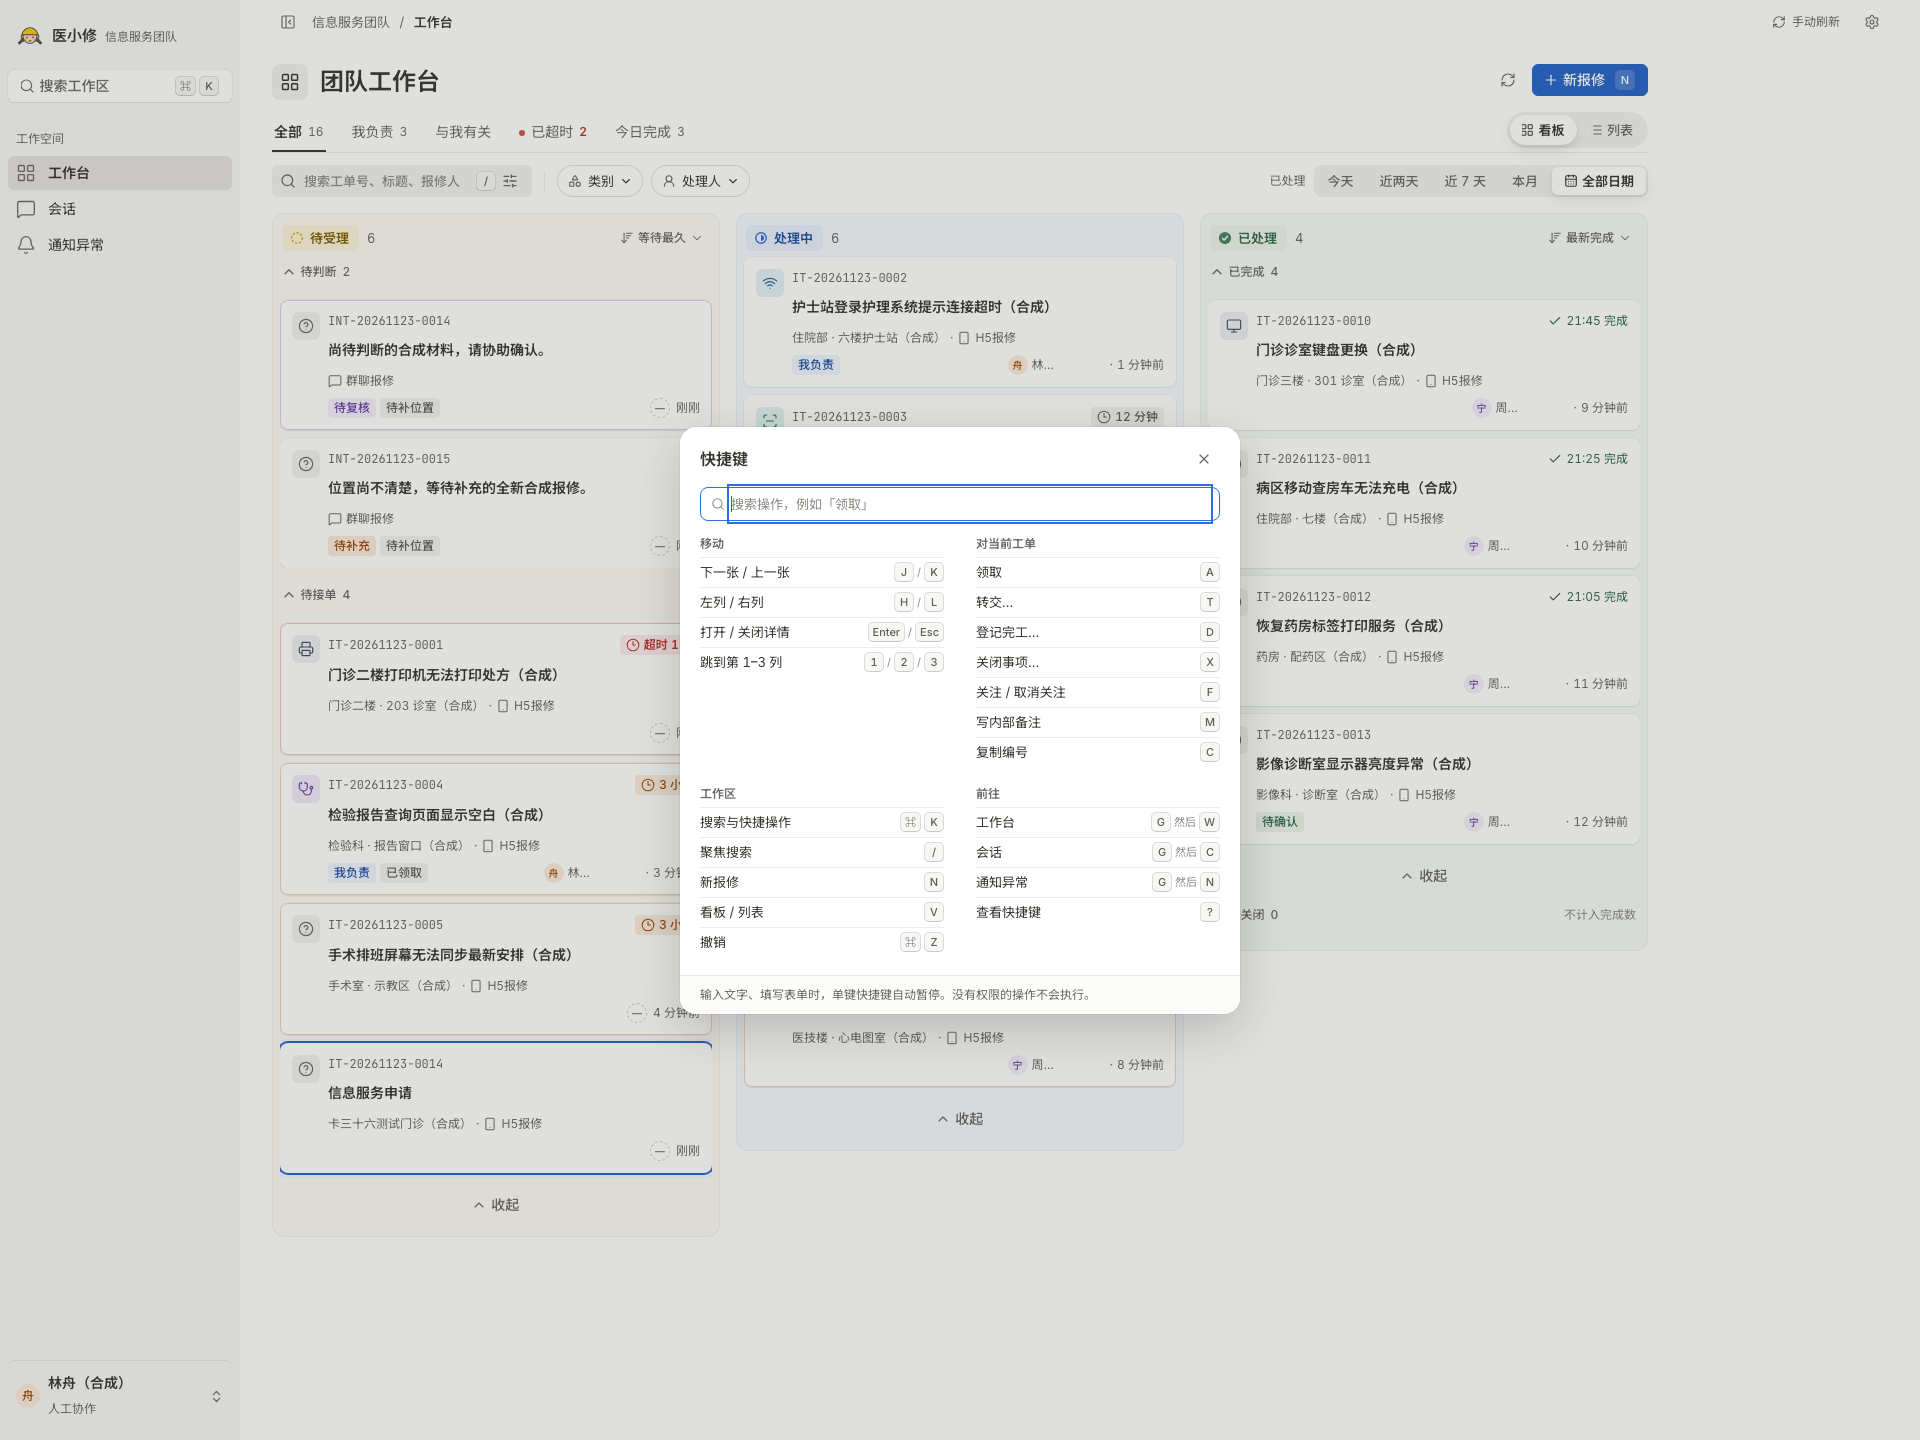 医小修 信息服务团队
搜索工作区 ⌘ K
工作空间
工作台
会话
通知异常
林舟（合成）
人工协作
舟
信息服务团队 / 工作台
手动刷新
团队工作台
+ 新报修 N
全部 16 我负责 3 与我有关 已超时 2 今日完成 3
看板 列表
搜索工单号、标题、报修人 /
类别 处理人
已处理 今天 近两天 近 7 天 本月 全部日期
待受理 6 等待最久
待判断 2
INT-20261123-0014
尚待判断的合成材料，请协助确认。
群聊报修
待复核 待补位置 刚刚
INT-20261123-0015
位置尚不清楚，等待补充的全新合成报修。
群聊报修
待补充 待补位置
待接单 4
IT-20261123-0001 超时 1
门诊二楼打印机无法打印处方（合成）
门诊二楼 · 203 诊室（合成） · H5报修
IT-20261123-0004 3 小
检验报告查询页面显示空白（合成）
检验科 · 报告窗口（合成） · H5报修
我负责 已领取 舟 林... · 3 分钟
IT-20261123-0005 3 小
手术排班屏幕无法同步最新安排（合成）
手术室 · 示教区（合成） · H5报修
4 分钟前
IT-20261123-0014
信息服务申请
卡三十六测试门诊（合成） · H5报修
刚刚
收起
处理中 6
IT-20261123-0002
护士站登录护理系统提示连接超时（合成）
住院部 · 六楼护士站（合成） · H5报修
我负责 舟 林... · 1 分钟前
IT-20261123-0003 12 分钟
医技楼 · 心电图室（合成） · H5报修
宁 周... · 8 分钟前
收起
已处理 4 最新完成
已完成 4
IT-20261123-0010 21:45 完成
门诊诊室键盘更换（合成）
门诊三楼 · 301 诊室（合成） · H5报修
宁 周... · 9 分钟前
IT-20261123-0011 21:25 完成
病区移动查房车无法充电（合成）
住院部 · 七楼（合成） · H5报修
宁 周... · 10 分钟前
IT-20261123-0012 21:05 完成
恢复药房标签打印服务（合成）
药房 · 配药区（合成） · H5报修
宁 周... · 11 分钟前
IT-20261123-0013
影像诊断室显示器亮度异常（合成）
影像科 · 诊断室（合成） · H5报修
待确认 宁 周... · 12 分钟前
收起
关闭 0 不计入完成数
快捷键
搜索操作，例如「领取」
移动
下一张 / 上一张 J / K
左列 / 右列 H / L
打开 / 关闭详情 Enter / Esc
跳到第 1–3 列 1 / 2 / 3
对当前工单
领取 A
转交... T
登记完工... D
关闭事项... X
关注 / 取消关注 F
写内部备注 M
复制编号 C
工作区
搜索与快捷操作 ⌘ K
聚焦搜索 /
新报修 N
看板 / 列表 V
撤销 ⌘ Z
前往
工作台 G 然后 W
会话 G 然后 C
通知异常 G 然后 N
查看快捷键 ?
输入文字、填写表单时，单键快捷键自动暂停。没有权限的操作不会执行。